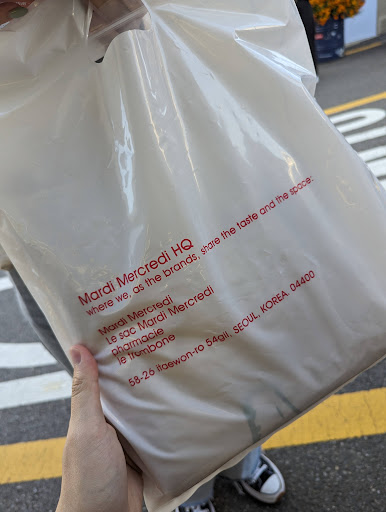 Mardi Mercredi HQ
where we, as the brands, share the taste and the space:
Mardi Mercredi
Le sac Mardi Mercredi
pharmacie
le Trombone
58-26 Itaewon-ro 54gil, SEOUL, KOREA. 04400